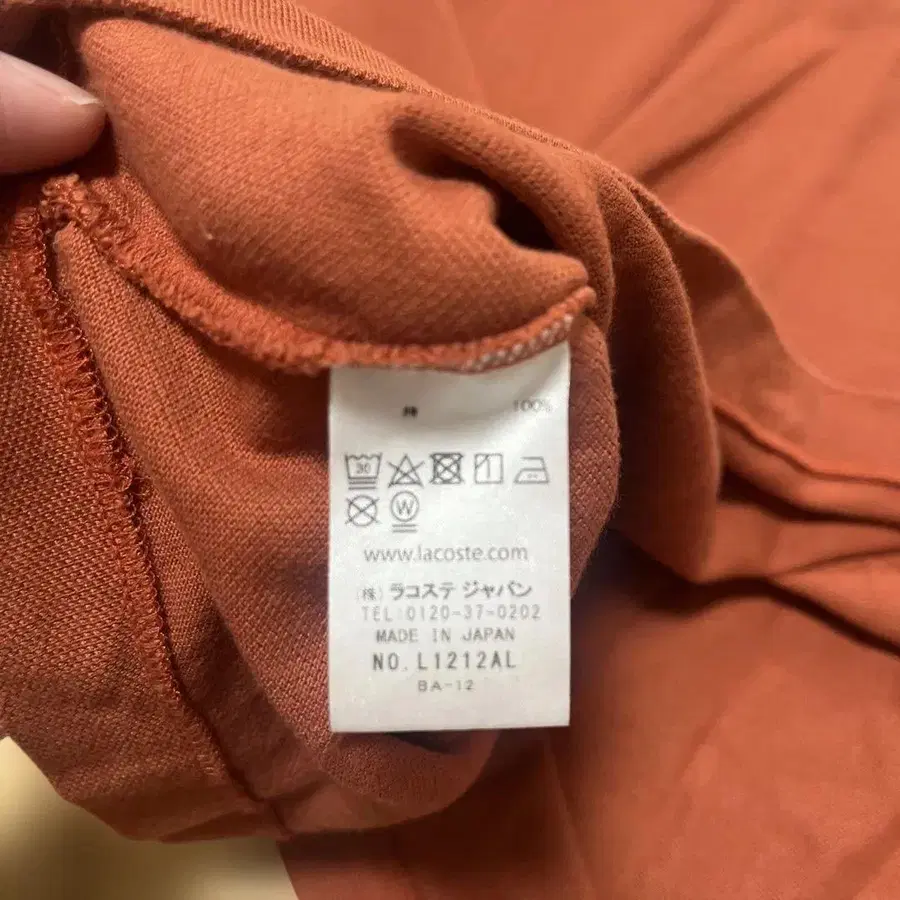 綿 100%
30
W
www.lacoste.com
(株) ラコステ ジャパン
TEL:0120-37-0202
MADE IN JAPAN
NO. L1212AL
BA-12